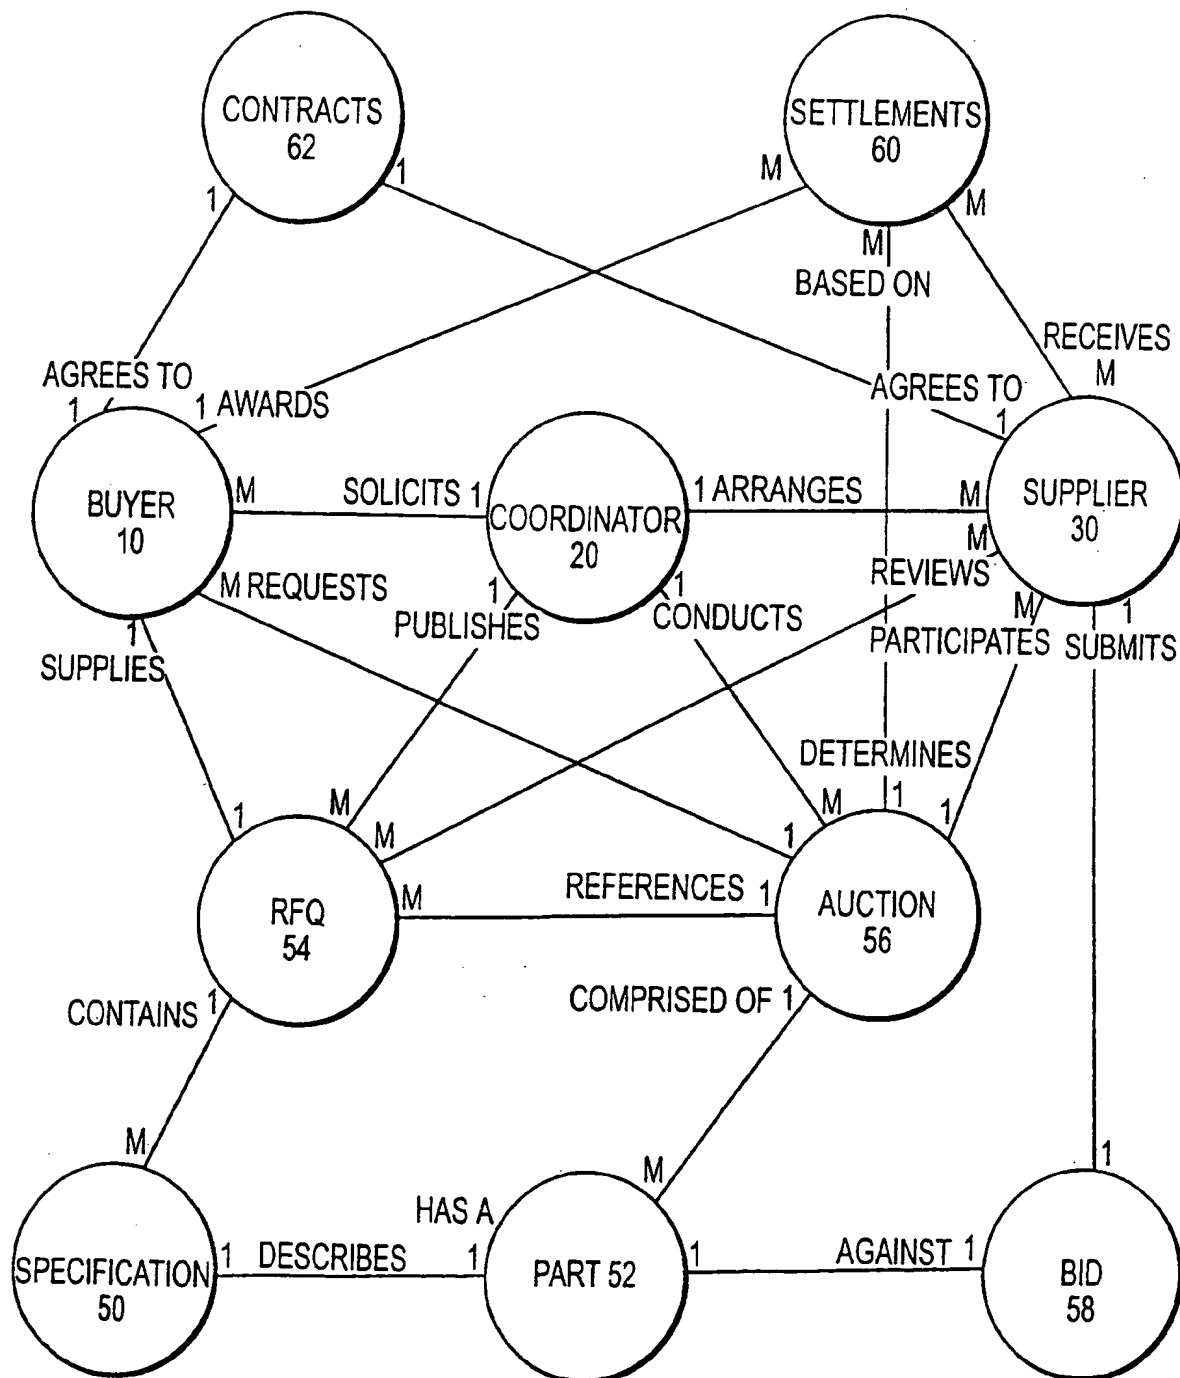 CONTRACTS
62
SETTLEMENTS
60
1
1
M
M
M
BASED ON
RECEIVES
M
AGREES TO
1
1 AWARDS
AGREES TO
1
BUYER
10
M
SOLICITS 1
COORDINATOR
20
1 ARRANGES
M
SUPPLIER
30
M REQUESTS
1
PUBLISHES
1
CONDUCTS
M
REVIEWS
M
PARTICIPATES
1
SUBMITS
1
SUPPLIES
DETERMINES
1
M
M
M
1
1
1
RFQ
54
M
REFERENCES 1
AUCTION
56
CONTAINS 1
COMPRISED OF 1
M
M
1
SPECIFICATION
50
1 DESCRIBES
HAS A
1
PART 52
1
AGAINST 1
BID
58